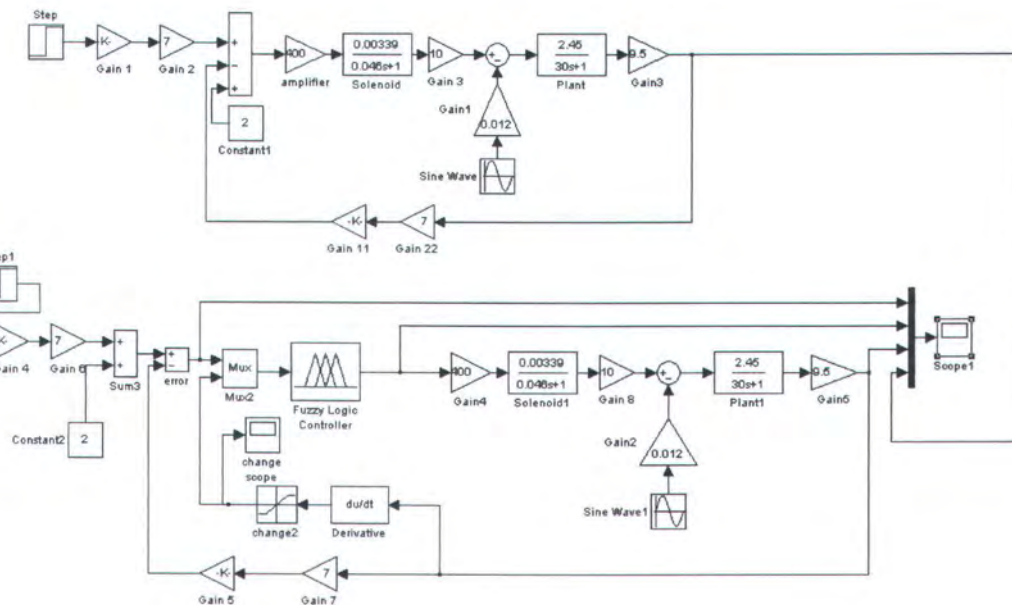 Step
-K-
Gain 1
7
Gain 2
+
−
+
2
Constant1
400
amplifier
0.00339
0.046s+1
Solenoid
10
Gain 3
+
−
2.45
30s+1
Plant
9.5
Gain3
Gain1
0.012
Sine Wave
-K-
Gain 11
7
Gain 22
ep1
K-
Gain 4
7
Gain 6
+
+
Sum3
Constant2
2
+
−
error
Mux
Mux2
Fuzzy Logic
Controller
400
Gain4
0.00339
0.046s+1
Solenoid1
10
Gain 8
+
−
2.45
30s+1
Plant1
9.5
Gain5
Scope1
Gain2
0.012
Sine Wave1
change
scope
change2
du/dt
Derivative
-K-
Gain 5
7
Gain 7